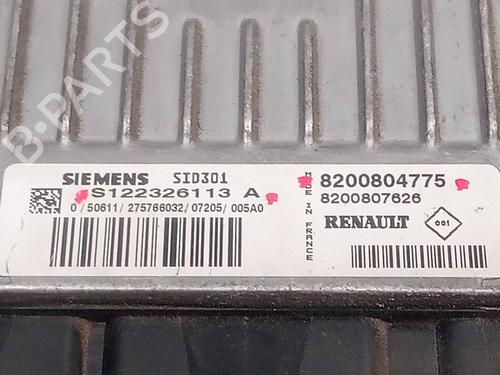 B-PARTS
SIEMENS SID301
S122326113 A
0/50611/275766032/07205/005A0
MADE IN FRANCE
8200804775
8200807626
RENAULT 001